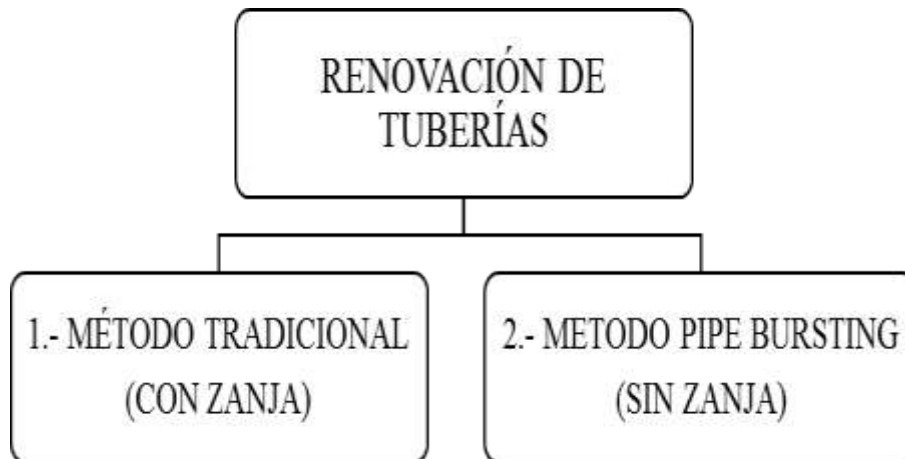 RENOVACIÓN DE
TUBERÍAS
1.- MÉTODO TRADICIONAL
(CON ZANJA)
2.- METODO PIPE BURSTING
(SIN ZANJA)